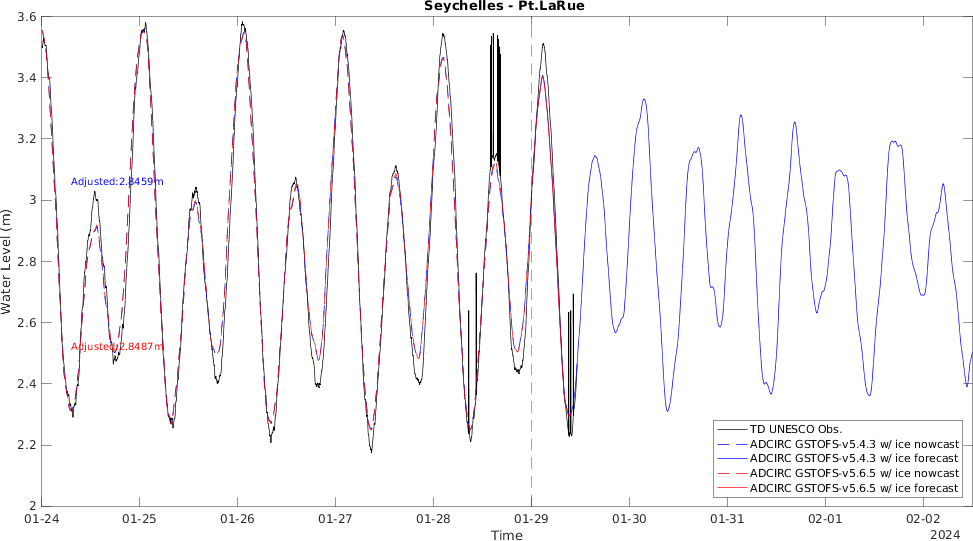 Seychelles - Pt.LaRue
3.6
3.4
3.2
3
2.8
2.6
2.4
2.2
2
Water Level (m)
Adjusted:2.8459m
Adjusted:2.8487m
01-24
01-25
01-26
01-27
01-28
01-29
01-30
01-31
02-01
02-02
Time
2024
TD UNESCO Obs.
ADCIRC GSTOFS-v5.4.3 w/ ice nowcast
ADCIRC GSTOFS-v5.4.3 w/ ice forecast
ADCIRC GSTOFS-v5.6.5 w/ ice nowcast
ADCIRC GSTOFS-v5.6.5 w/ ice forecast